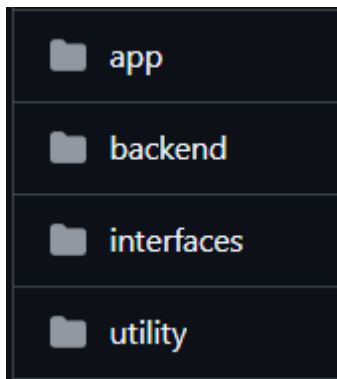 app
backend
interfaces
utility